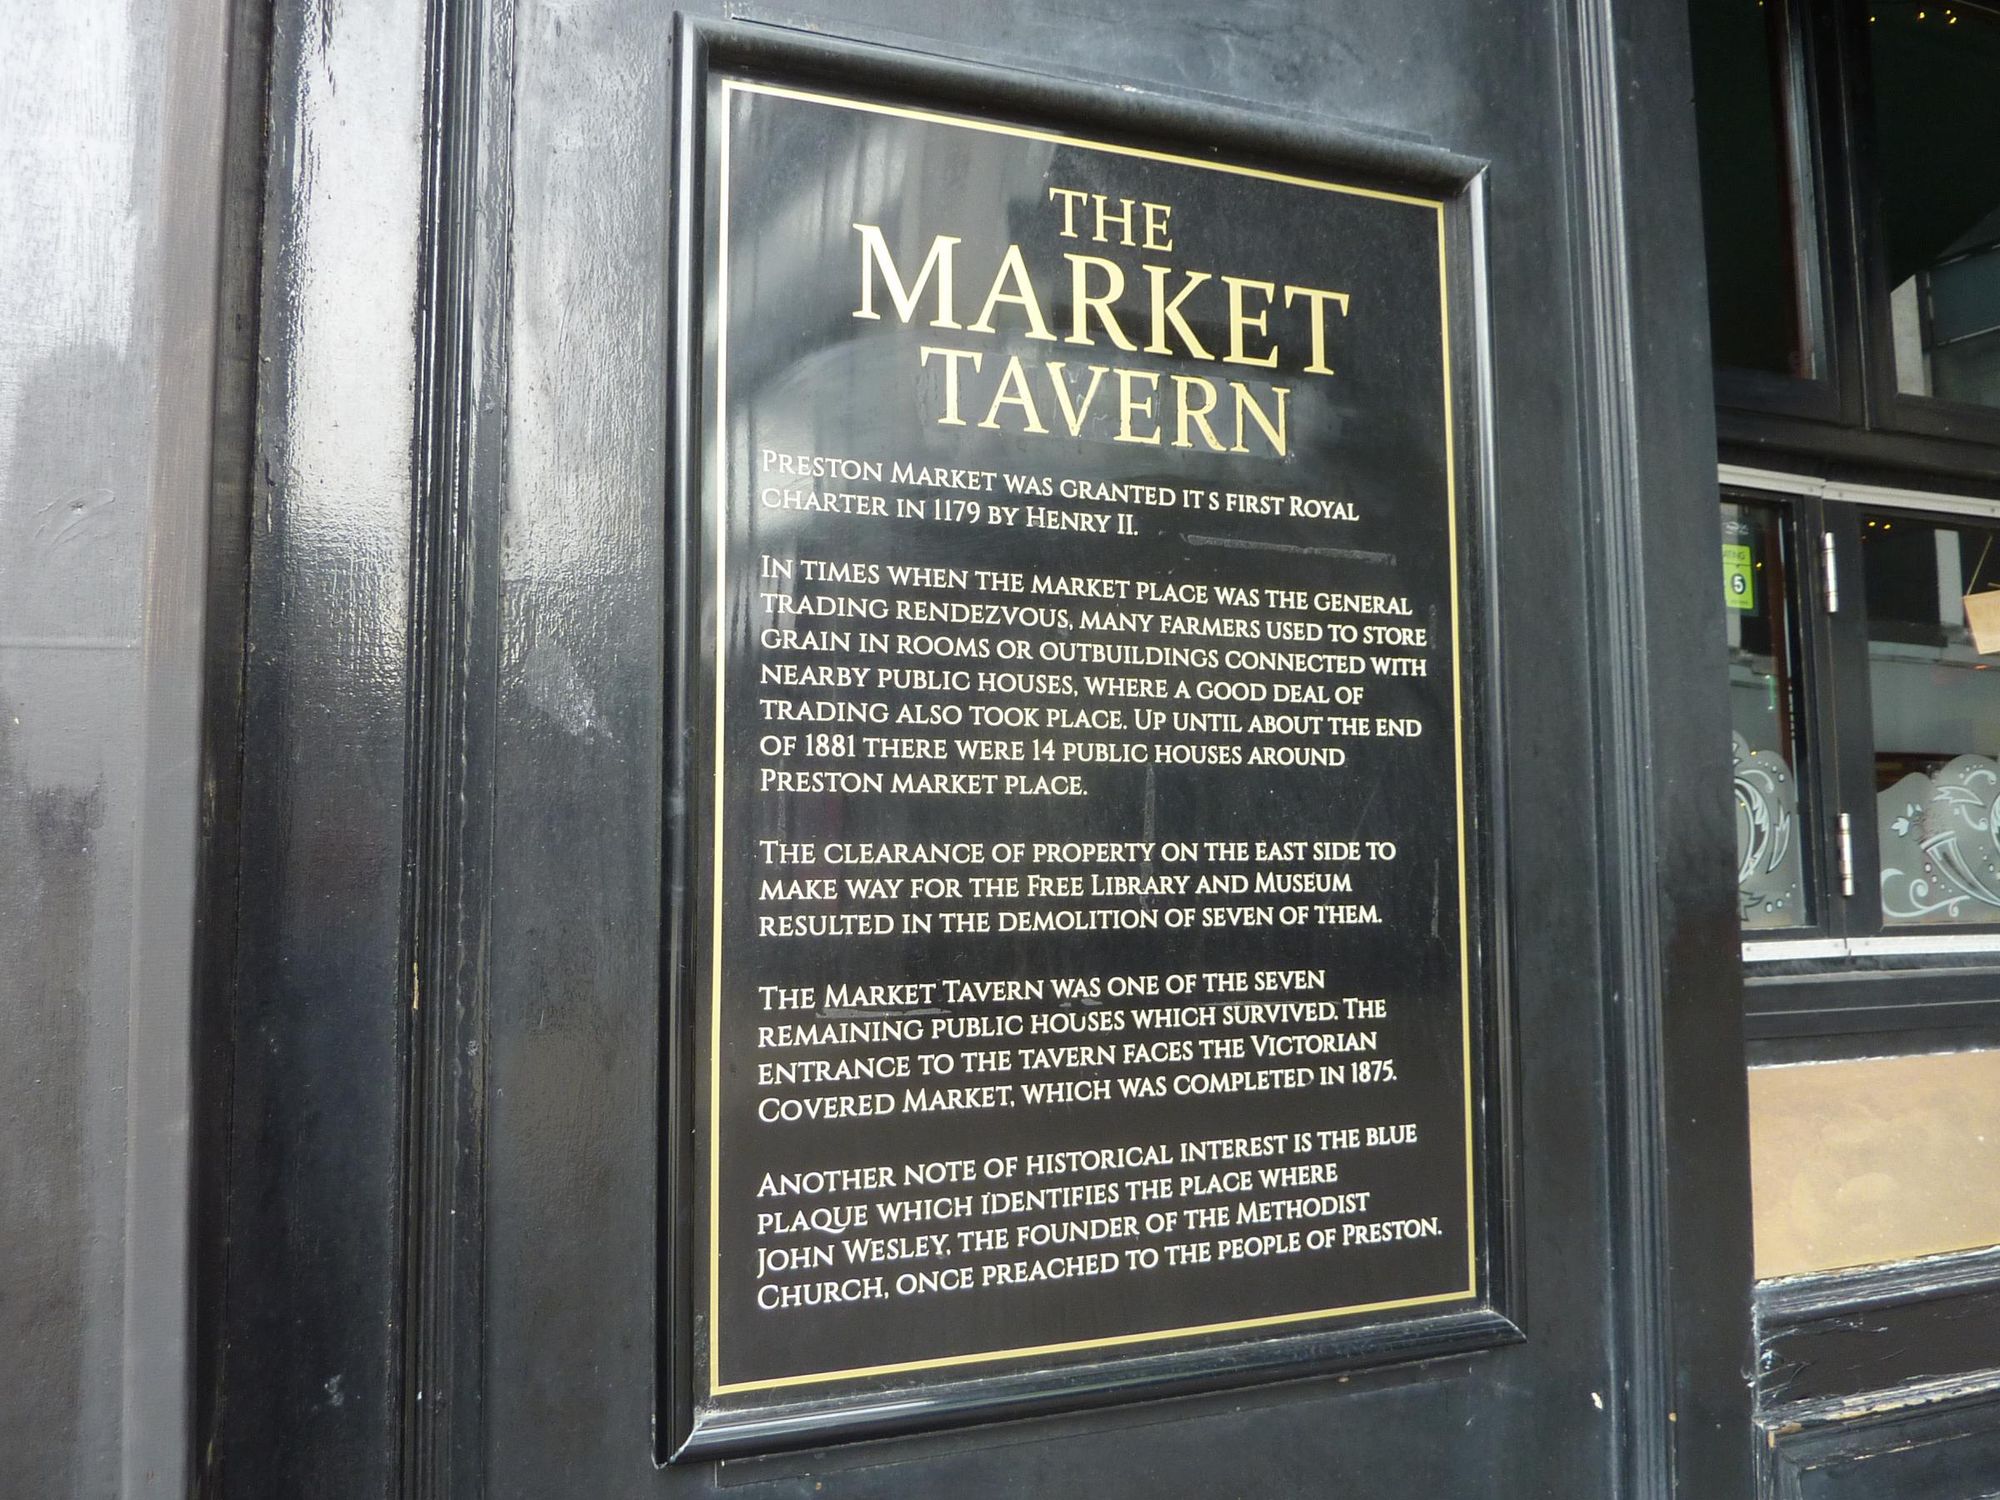 THE
MARKET
TAVERN
PRESTON MARKET WAS GRANTED IT S FIRST ROYAL
CHARTER IN 1179 BY HENRY II.
IN TIMES WHEN THE MARKET PLACE WAS THE GENERAL
TRADING RENDEZVOUS, MANY FARMERS USED TO STORE
GRAIN IN ROOMS OR OUTBUILDINGS CONNECTED WITH
NEARBY PUBLIC HOUSES, WHERE A GOOD DEAL OF
TRADING ALSO TOOK PLACE. UP UNTIL ABOUT THE END
OF 1881 THERE WERE 14 PUBLIC HOUSES AROUND
PRESTON MARKET PLACE.
THE CLEARANCE OF PROPERTY ON THE EAST SIDE TO
MAKE WAY FOR THE FREE LIBRARY AND MUSEUM
RESULTED IN THE DEMOLITION OF SEVEN OF THEM.
THE MARKET TAVERN WAS ONE OF THE SEVEN
REMAINING PUBLIC HOUSES WHICH SURVIVED. THE
ENTRANCE TO THE TAVERN FACES THE VICTORIAN
COVERED MARKET, WHICH WAS COMPLETED IN 1875.
ANOTHER NOTE OF HISTORICAL INTEREST IS THE BLUE
PLAQUE WHICH IDENTIFIES THE PLACE WHERE
JOHN WESLEY, THE FOUNDER OF THE METHODIST
CHURCH, ONCE PREACHED TO THE PEOPLE OF PRESTON.
5